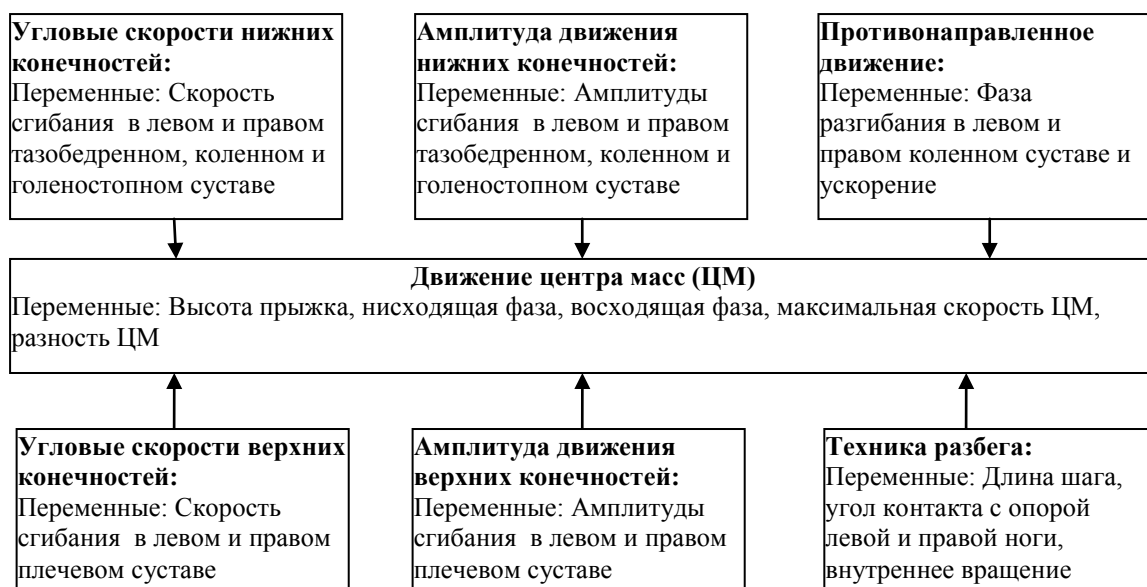 Угловые скорости нижних
конечностей:
Переменные: Скорость
сгибания в левом и правом
тазобедренном, коленном и
голеностопном суставе
Амплитуда движения
нижних конечностей:
Переменные: Амплитуды
сгибания в левом и правом
тазобедренном, коленном и
голеностопном суставе
Противонаправленное
движение:
Переменные: Фаза
разгибания в левом и
правом коленном суставе и
ускорение
Движение центра масс (ЦМ)
Переменные: Высота прыжка, нисходящая фаза, восходящая фаза, максимальная скорость ЦМ,
разность ЦМ
Угловые скорости верхних
конечностей:
Переменные: Скорость
сгибания в левом и правом
плечевом суставе
Амплитуда движения
верхних конечностей:
Переменные: Амплитуды
сгибания в левом и правом
плечевом суставе
Техника разбега:
Переменные: Длина шага,
угол контакта с опорой
левой и правой ноги,
внутреннее вращение